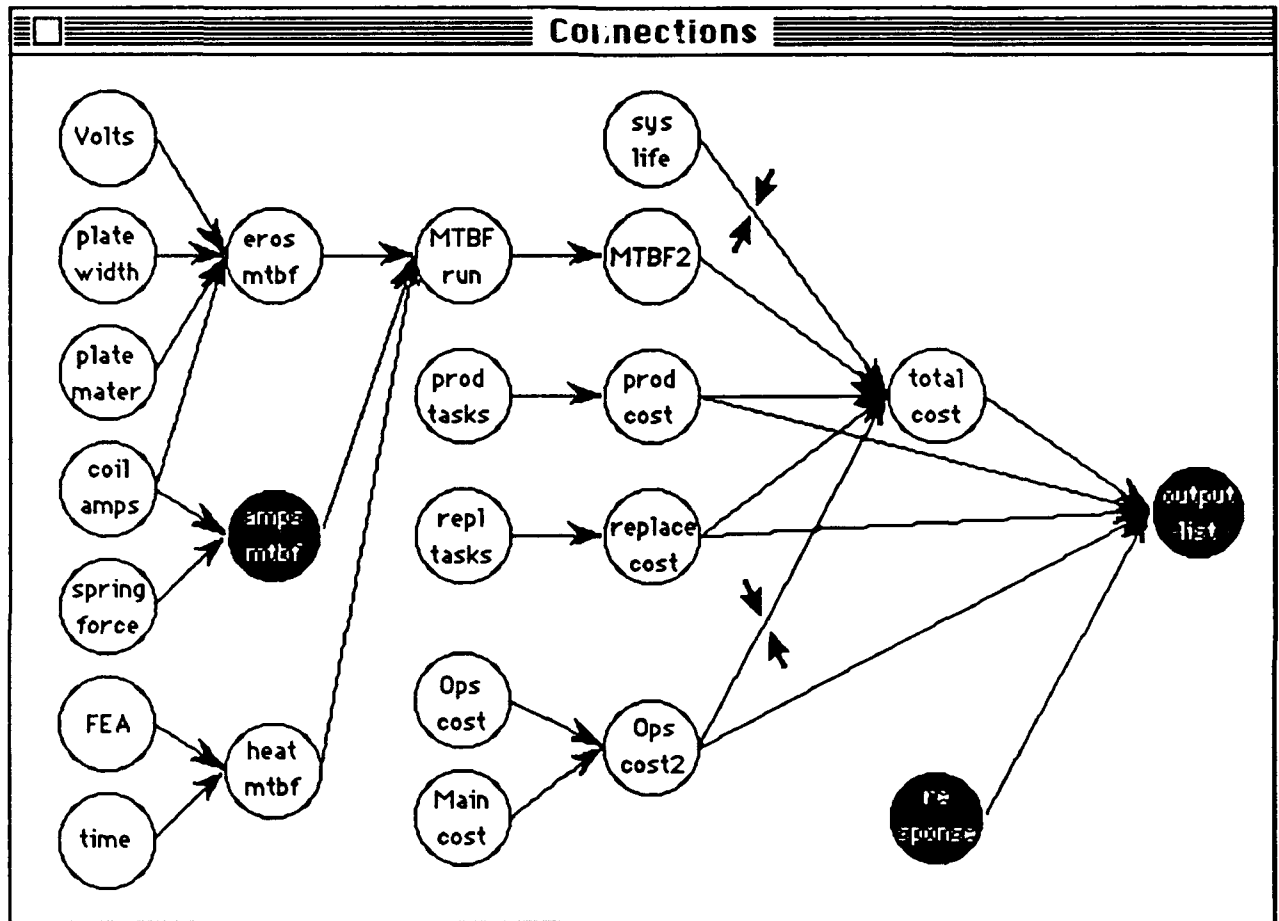 Connections
Volts
plate
width
plate
mater
coil
amps
spring
force
FEA
time
eros
mtbf
amps
mtbf
heat
mtbf
MTBF
run
prod
tasks
repl
tasks
Ops
cost
Main
cost
sys
life
MTBF2
prod
cost
replace
cost
Ops
cost2
total
cost
re
sponse
output
list